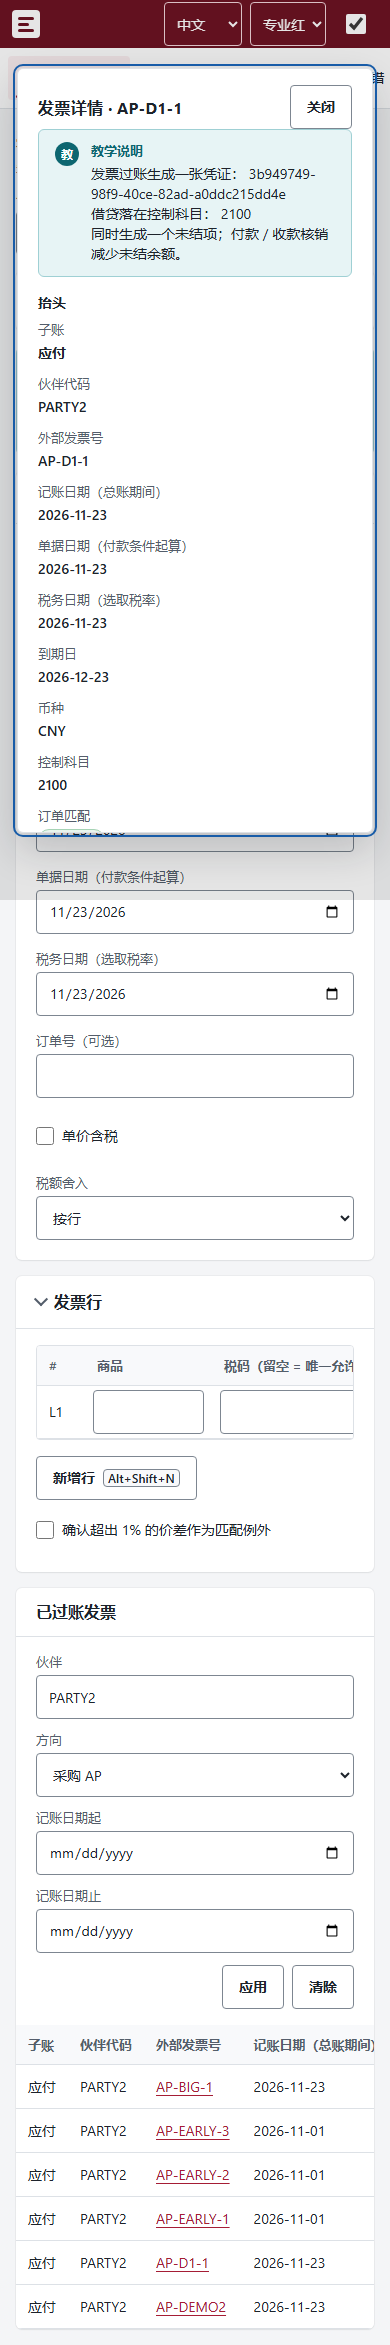 中文
专业红
错
发票详情 · AP-D1-1
关闭
教
教学说明
发票过账生成一张凭证： 3b949749-
98f9-40ce-82ad-a0ddc215dd4e
借贷落在控制科目： 2100
同时生成一个未结项；付款 / 收款核销
减少未结余额。
抬头
子账
应付
伙伴代码
PARTY2
外部发票号
AP-D1-1
记账日期（总账期间）
2026-11-23
单据日期（付款条件起算）
2026-11-23
税务日期（选取税率）
2026-11-23
到期日
2026-12-23
币种
CNY
控制科目
2100
订单匹配
单据日期（付款条件起算）
11/23/2026
税务日期（选取税率）
11/23/2026
订单号（可选）
单价含税
税额舍入
按行
发票行
# 商品 税码（留空 = 唯一允许
L1
新增行 Alt+Shift+N
确认超出 1% 的价差作为匹配例外
已过账发票
伙伴
PARTY2
方向
采购 AP
记账日期起
mm/dd/yyyy
记账日期止
mm/dd/yyyy
应用 清除
子账 伙伴代码 外部发票号 记账日期（总账期间）
应付 PARTY2 AP-BIG-1 2026-11-23
应付 PARTY2 AP-EARLY-3 2026-11-01
应付 PARTY2 AP-EARLY-2 2026-11-01
应付 PARTY2 AP-EARLY-1 2026-11-01
应付 PARTY2 AP-D1-1 2026-11-23
应付 PARTY2 AP-DEMO2 2026-11-23